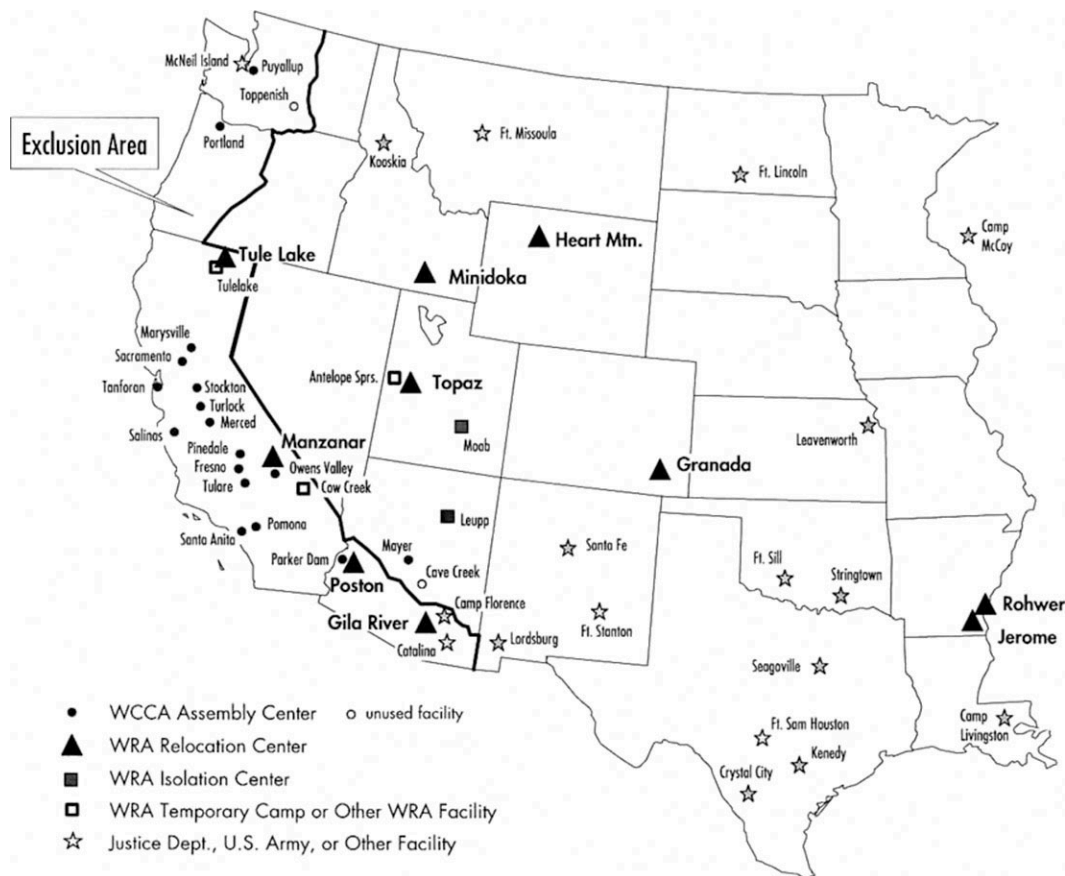 McNeil Island
Puyallup
Toppenish
Exclusion Area
Portland
Kooskia
Ft. Missoula
Ft. Lincoln
Camp
McCoy
Heart Mtn.
Tule Lake
Tulelake
Minidoka
Marysville
Sacramento
Tanforan
Stockton
Turlock
Merced
Salinas
Antelope Sprs.
Topaz
Moab
Leavenworth
Manzanar
Pinedale
Owens Valley
Fresno
Tulare
Cow Creek
Granada
Pomona
Santa Anita
Leupp
Parker Dam
Mayer
Cave Creek
Santa Fe
Ft. Sill
Stringtown
Poston
Camp Florence
Gila River
Catalina
Lordsburg
Ft. Stanton
Rohwer
Jerome
Seagoville
Ft. Sam Houston
Kenedy
Crystal City
Camp
Livingston
WCCA Assembly Center
unused facility
WRA Relocation Center
WRA Isolation Center
WRA Temporary Camp or Other WRA Facility
Justice Dept., U.S. Army, or Other Facility